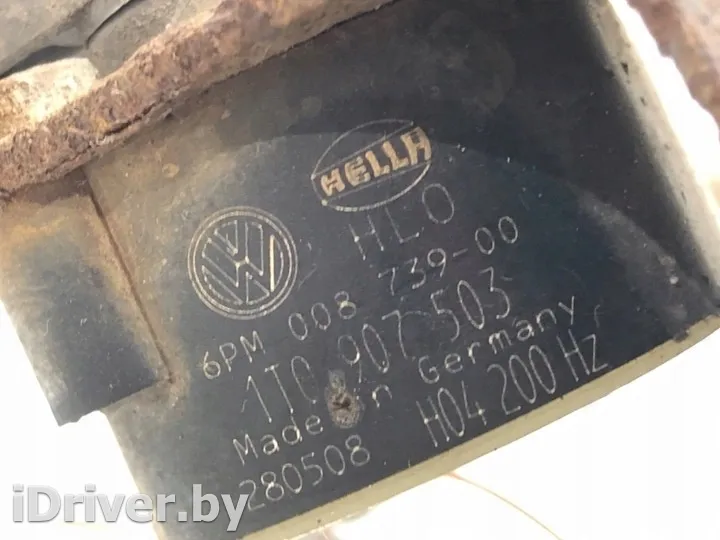 HELLA
HLO
6PM 008 739-00
1T0 907 503
Made in Germany
280508 H04 200 Hz
iDriver.by